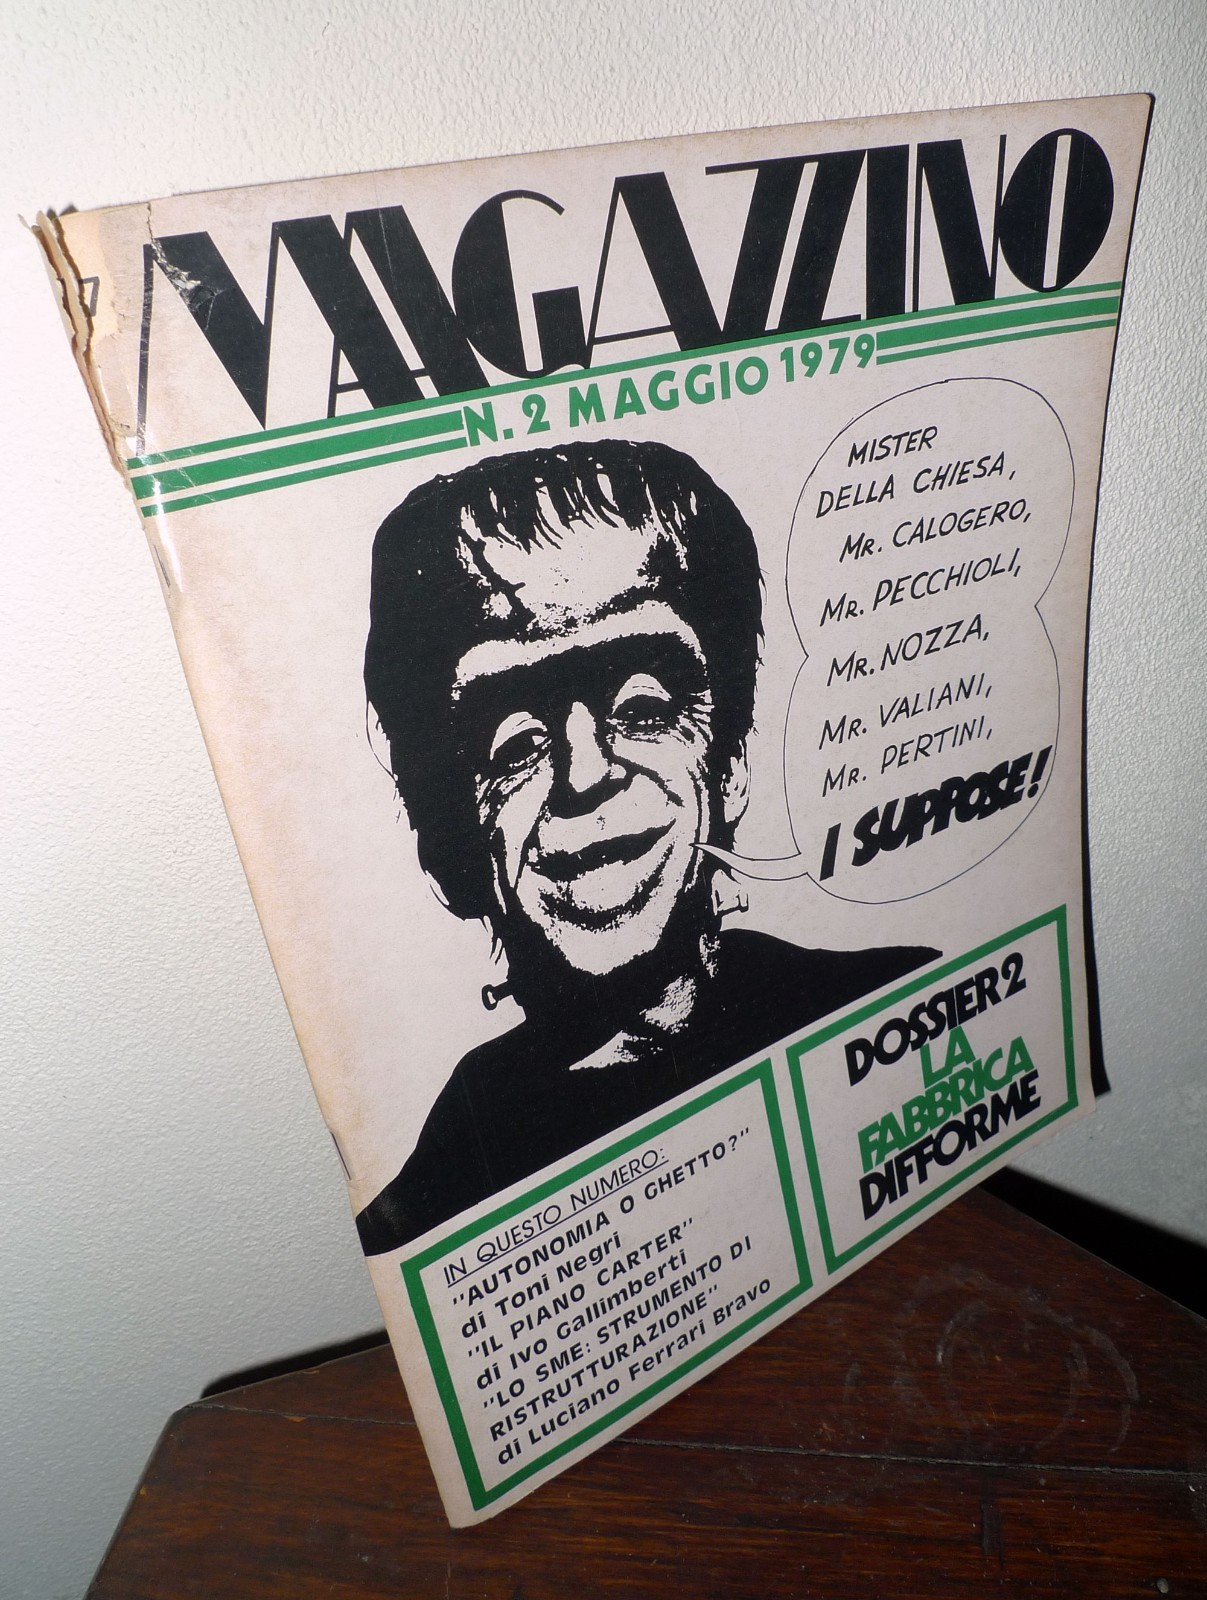 MAGAZZINO
N. 2 MAGGIO 1979
MISTER
DELLA CHIESA,
MR. CALOGERO,
MR. PECCHIOLI,
MR. NOZZA,
MR. VALIANI,
MR. PERTINI,
I SUPPOSE!
DOSSIER 2
LA
FABBRICA
DIFFORME
IN QUESTO NUMERO:
"AUTONOMIA O GHETTO?"
di Toni Negri
"IL PIANO CARTER"
di Ivo Gallimberti
"LO SME: STRUMENTO DI
RISTRUTTURAZIONE"
di Luciano Ferrari Bravo